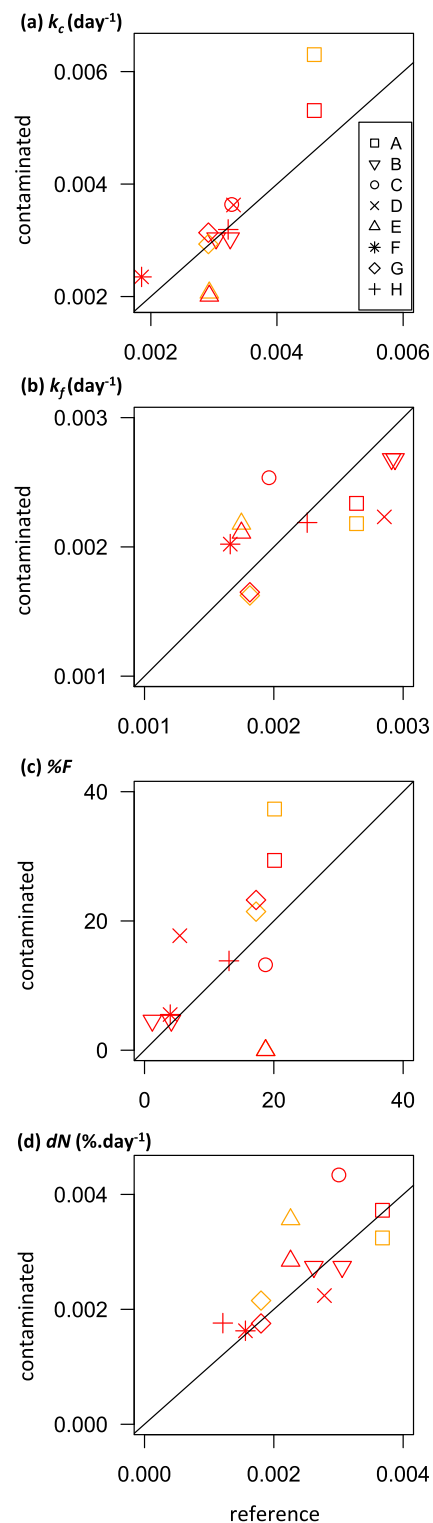 (a) kc (day-1)
0.006
0.004
0.002
contaminated
A
B
C
D
E
F
G
H
0.002 0.004 0.006
(b) kf (day-1)
0.003
0.002
0.001
contaminated
0.001 0.002 0.003
(c) %F
40
20
0
contaminated
0 20 40
(d) dN (%.day-1)
0.004
0.002
0.000
contaminated
0.000 0.002 0.004
reference